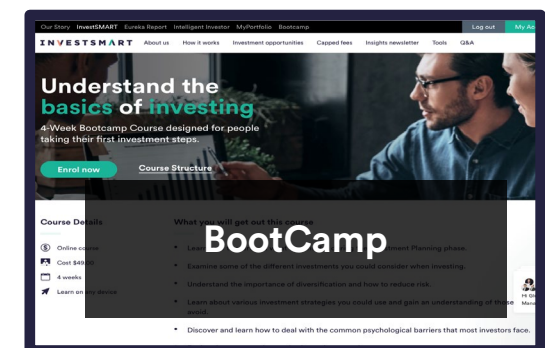 Our Story InvestSMART Eureka Report Intelligent Investor MyPortfolio Bootcamp Log out My Ac
INVESTSMART About us How it works Investment opportunities Capped fees Insights newsletter Tools Q&A
Understand the
basics of investing
4-Week Bootcamp Course designed for people
taking their first investment steps.
Enrol now Course Structure
Course Details What you will get out this course
BootCamp
Online course
Cost $49.00
4 weeks
Learn on any device
Planning phase.
• Examine some of the different investments you could consider when investing.
• Understand the importance of diversification and how to reduce risk.
• Learn about various investment strategies you could use and gain an understanding of those
avoid.
• Discover and learn how to deal with the common psychological barriers that most investors face.